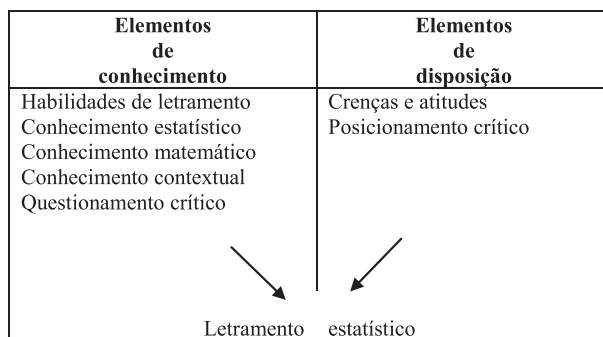 Elementos
de
conhecimento
Elementos
de
disposição
Habilidades de letramento
Conhecimento estatístico
Conhecimento matemático
Conhecimento contextual
Questionamento crítico
Crenças e atitudes
Posicionamento crítico
Letramento estatístico